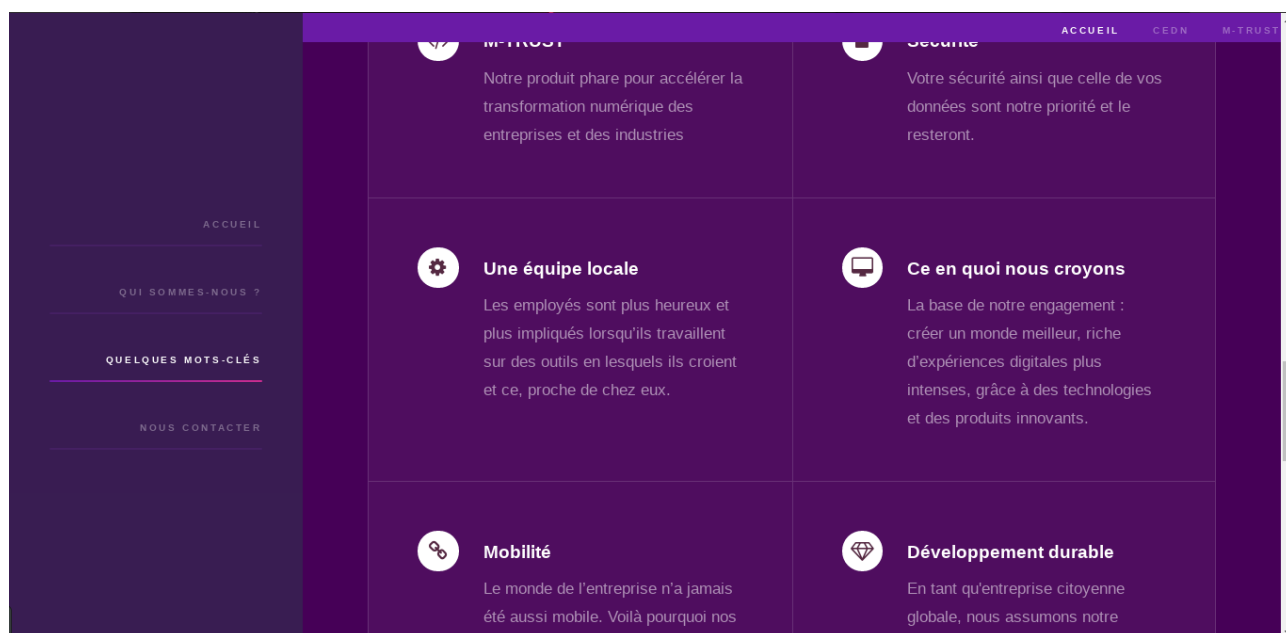 ACCUEIL CEDN M-TRUST
ACCUEIL
QUI SOMMES-NOUS ?
QUELQUES MOTS-CLÉS
NOUS CONTACTER
M-TRUST
Notre produit phare pour accélérer la
transformation numérique des
entreprises et des industries
Sécurité
Votre sécurité ainsi que celle de vos
données sont notre priorité et le
resteront.
Une équipe locale
Les employés sont plus heureux et
plus impliqués lorsqu'ils travaillent
sur des outils en lesquels ils croient
et ce, proche de chez eux.
Ce en quoi nous croyons
La base de notre engagement :
créer un monde meilleur, riche
d'expériences digitales plus
intenses, grâce à des technologies
et des produits innovants.
Mobilité
Le monde de l'entreprise n'a jamais
été aussi mobile. Voilà pourquoi nos
Développement durable
En tant qu'entreprise citoyenne
globale, nous assumons notre